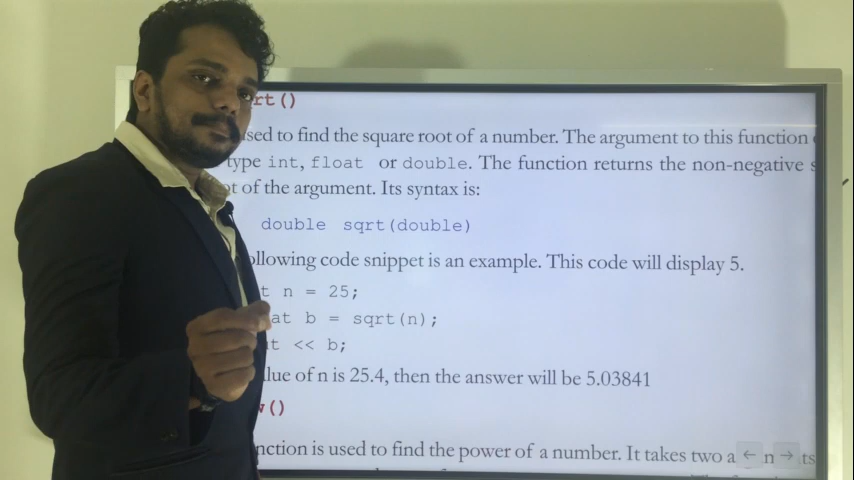 rt()
sed to find the square root of a number. The argument to this function
type int, float or double. The function returns the non-negative s
ot of the argument. Its syntax is:
double sqrt(double)
ollowing code snippet is an example. This code will display 5.
t n = 25;
at b = sqrt(n);
t << b;
lue of n is 25.4, then the answer will be 5.03841
w()
nction is used to find the power of a number. It takes two a n ts